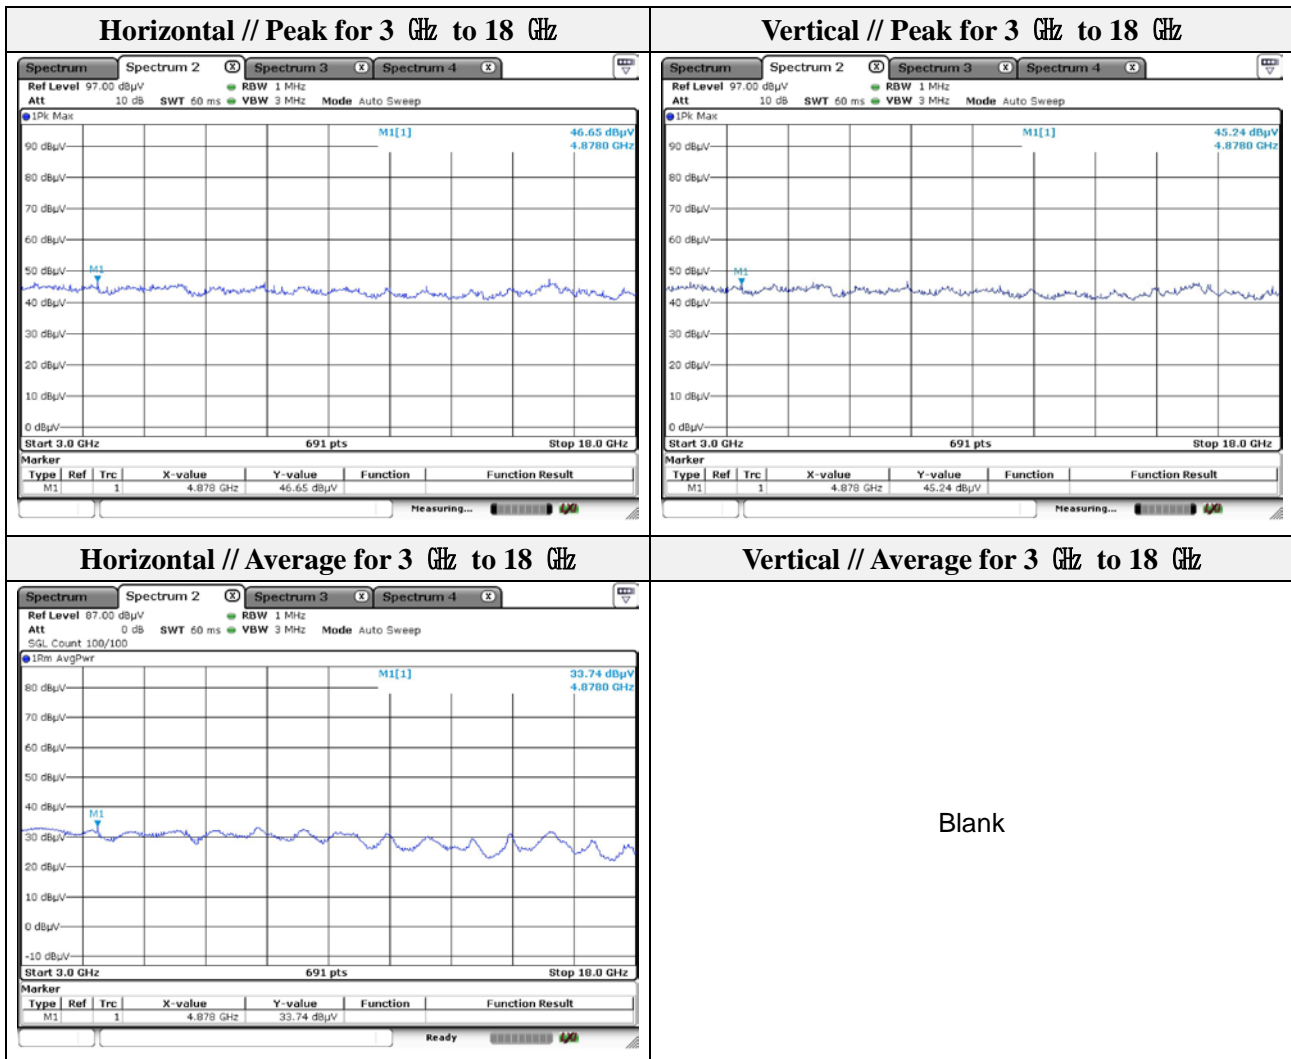 Horizontal // Peak for 3 ㎓ to 18 ㎓
Spectrum Spectrum 2 X Spectrum 3 X Spectrum 4 X
Ref Level 97.00 dBµV RBW 1 MHz
Att 10 dB SWT 60 ms VBW 3 MHz Mode Auto Sweep
1Pk Max
M1[1] 46.65 dBµV
4.8780 GHz
90 dBµV
80 dBµV
70 dBµV
60 dBµV
50 dBµV
M1
40 dBµV
30 dBµV
20 dBµV
10 dBµV
0 dBµV
Start 3.0 GHz 691 pts Stop 18.0 GHz
Marker
Type Ref Trc X-value Y-value Function Function Result
M1 1 4.878 GHz 46.65 dBµV
Measuring...
Vertical // Peak for 3 ㎓ to 18 ㎓
Spectrum Spectrum 2 X Spectrum 3 X Spectrum 4 X
Ref Level 97.00 dBµV RBW 1 MHz
Att 10 dB SWT 60 ms VBW 3 MHz Mode Auto Sweep
1Pk Max
M1[1] 45.24 dBµV
4.8780 GHz
90 dBµV
80 dBµV
70 dBµV
60 dBµV
50 dBµV
M1
40 dBµV
30 dBµV
20 dBµV
10 dBµV
0 dBµV
Start 3.0 GHz 691 pts Stop 18.0 GHz
Marker
Type Ref Trc X-value Y-value Function Function Result
M1 1 4.878 GHz 45.24 dBµV
Measuring...
Horizontal // Average for 3 ㎓ to 18 ㎓
Spectrum Spectrum 2 X Spectrum 3 X Spectrum 4 X
Ref Level 87.00 dBµV RBW 1 MHz
Att 0 dB SWT 60 ms VBW 3 MHz Mode Auto Sweep
SGL Count 100/100
1Rm AvgPwr
M1[1] 33.74 dBµV
4.8780 GHz
80 dBµV
70 dBµV
60 dBµV
50 dBµV
40 dBµV
M1
30 dBµV
20 dBµV
10 dBµV
0 dBµV
-10 dBµV
Start 3.0 GHz 691 pts Stop 18.0 GHz
Marker
Type Ref Trc X-value Y-value Function Function Result
M1 1 4.878 GHz 33.74 dBµV
Ready
Vertical // Average for 3 ㎓ to 18 ㎓
Blank